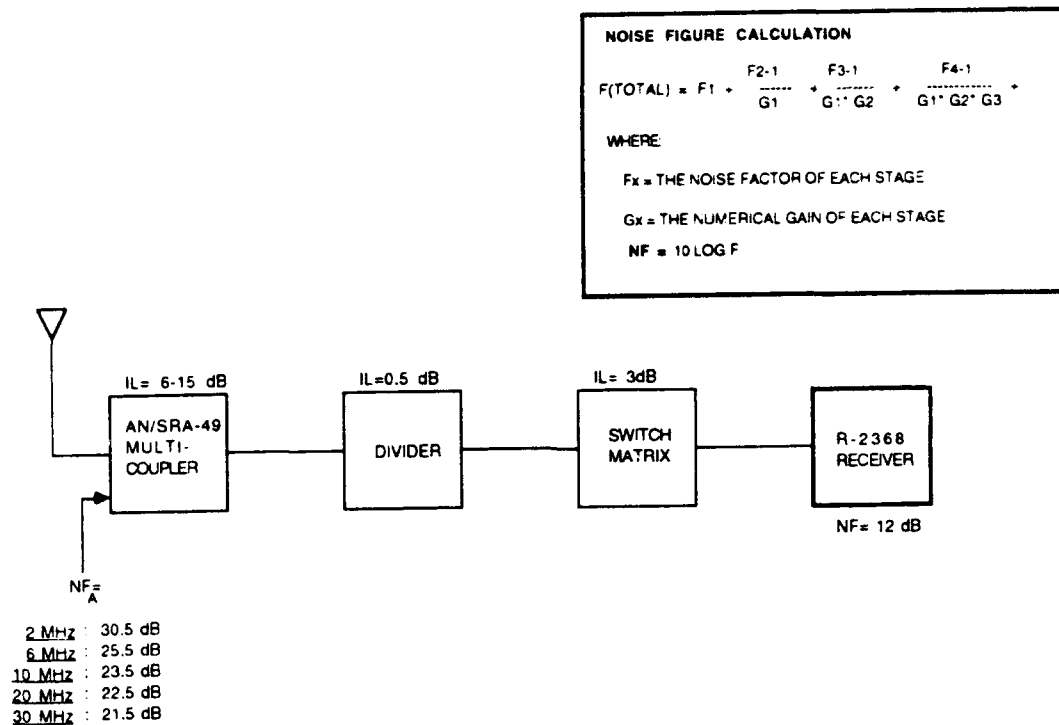 NOISE FIGURE CALCULATION
F2-1 F3-1 F4-1
F(TOTAL) = F1 + ------ + ------ + -------- +
G1 G1* G2 G1* G2* G3
WHERE:
Fx = THE NOISE FACTOR OF EACH STAGE
Gx = THE NUMERICAL GAIN OF EACH STAGE
NF = 10 LOG F
IL= 6-15 dB
IL=0.5 dB
IL= 3dB
AN/SRA-49
MULTI-
COUPLER
DIVIDER
SWITCH
MATRIX
R-2368
RECEIVER
NF= 12 dB
NF =
A
2 MHz : 30.5 dB
6 MHz : 25.5 dB
10 MHz : 23.5 dB
20 MHz : 22.5 dB
30 MHz : 21.5 dB